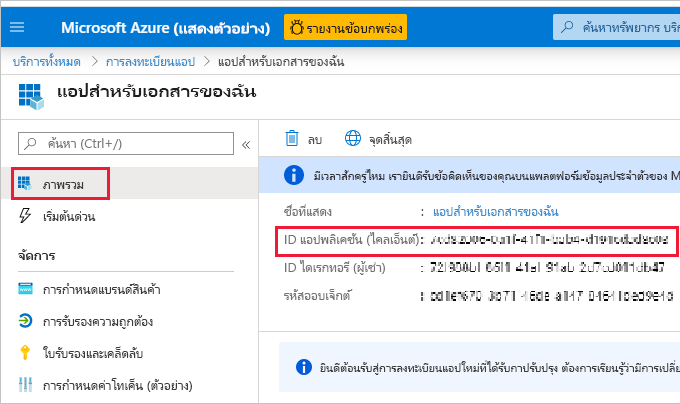 Microsoft Azure (แสดงตัวอย่าง)
รายงานข้อบกพร่อง
ค้นหาทรัพยากร บริ
บริการทั้งหมด > การลงทะเบียนแอป > แอปสำหรับเอกสารของฉัน
แอปสำหรับเอกสารของฉัน
ค้นหา (Ctrl+/)
«
ลบ
จุดสิ้นสุด
ภาพรวม
เริ่มต้นด่วน
จัดการ
การกำหนดแบรนด์สินค้า
การรับรองความถูกต้อง
ใบรับรองและเคล็ดลับ
การกำหนดค่าโทเค็น (ตัวอย่าง)
มีเวลาสักครู่ไหม เรายินดีรับข้อคิดเห็นของคุณบนแพลตฟอร์มข้อมูลประจำตัวของ M
ชื่อที่แสดง : แอปสำหรับเอกสารของฉัน
ID แอปพลิเคชัน (ไคลเอ็นต์) :
ID ไดเรกทอรี (ผู้เช่า) :
รหัสออบเจ็กต์ :
ยินดีต้อนรับสู่การลงทะเบียนแอปใหม่ที่ได้รับกาปรับปรุง ต้องการเรียนรู้ว่ามีการเปลี่ย